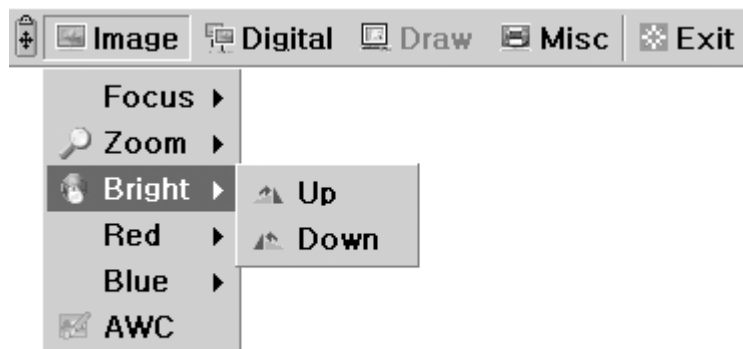 Image Digital Draw Misc Exit
Focus
Zoom
Bright
Up
Red
Down
Blue
AWC